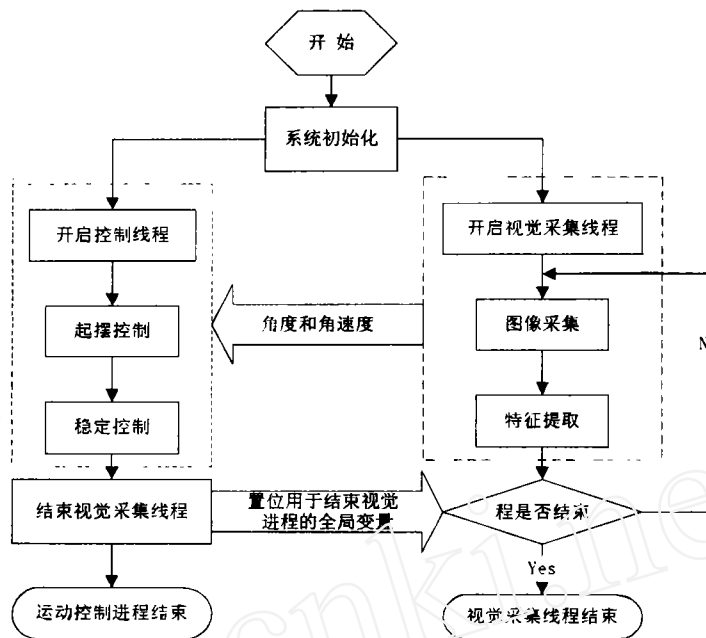 开 始
系统初始化
开启控制线程
开启视觉采集线程
起摆控制
角度和角速度
图像采集
N
稳定控制
特征提取
结束视觉采集线程
置位用于结束视觉
进程的全局变量
程是否结束
Yes
运动控制进程结束
视觉采集线程结束